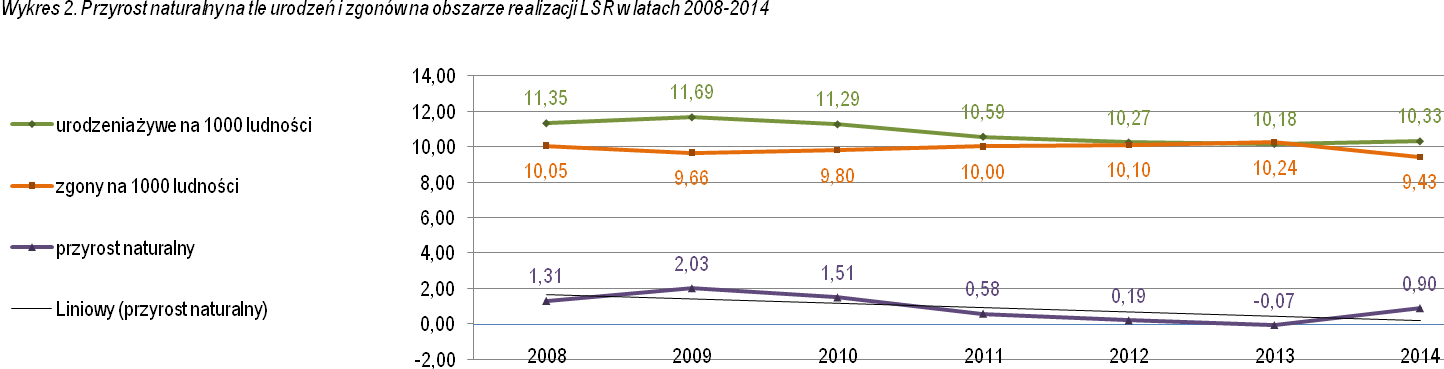 Wykres 2. Przyrost naturalny na tle urodzeń i zgonów na obszarze realizacji LSR w latach 2008-2014
urodzenia żywe na 1000 ludności
zgony na 1000 ludności
przyrost naturalny
Liniowy (przyrost naturalny)
14,00
12,00
10,00
8,00
6,00
4,00
2,00
0,00
-2,00
11,35 11,69 11,29 10,59 10,27 10,18 10,33
10,05 9,66 9,80 10,00 10,10 10,24 9,43
1,31 2,03 1,51 0,58 0,19 -0,07 0,90
2008 2009 2010 2011 2012 2013 2014